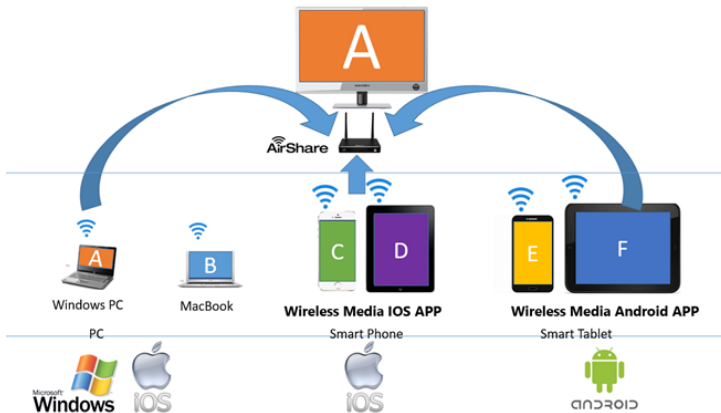 A
AirShare
A
B
C
D
E
F
Windows PC
MacBook
Wireless Media IOS APP
Wireless Media Android APP
PC
Smart Phone
Smart Tablet
Microsoft
Windows
iOS
iOS
ANDROID